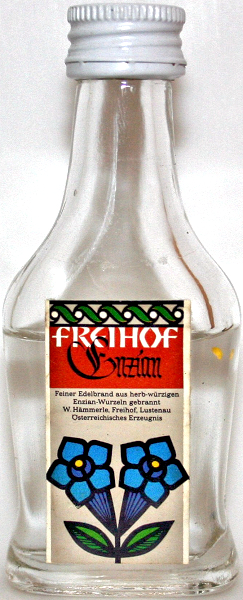 FREIHOF
Enzian
Feiner Edelbrand aus herb-würzigen
Enzian-Wurzeln gebrannt
W. Hämmerle, Freihof, Lustenau
Österreichisches Erzeugnis